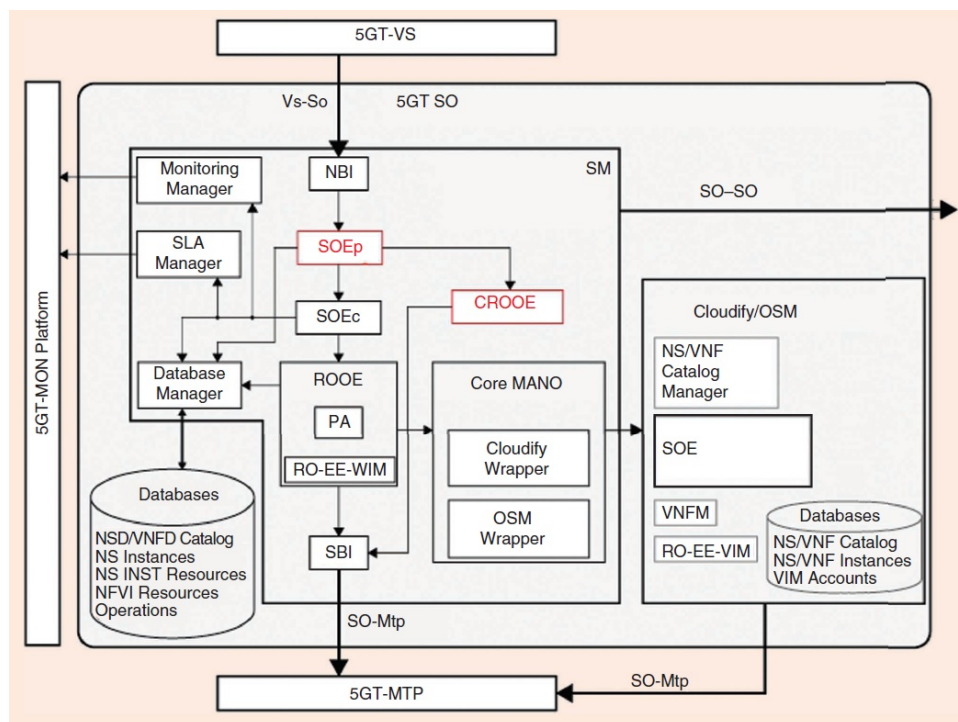 5GT-VS
Vs-So
5GT SO
5GT-MON Platform
SM
NBI
Monitoring
Manager
SO–SO
SLA
Manager
SOEp
CROOE
SOEc
Database
Manager
ROOE
PA
RO-EE-WIM
Core MANO
Cloudify
Wrapper
OSM
Wrapper
SBI
Cloudify/OSM
NS/VNF
Catalog
Manager
SOE
VNFM
RO-EE-VIM
Databases
NS/VNF Catalog
NS/VNF Instances
VIM Accounts
Databases
NSD/VNFD Catalog
NS Instances
NS INST Resources
NFVI Resources
Operations
SO-Mtp
SO-Mtp
5GT-MTP